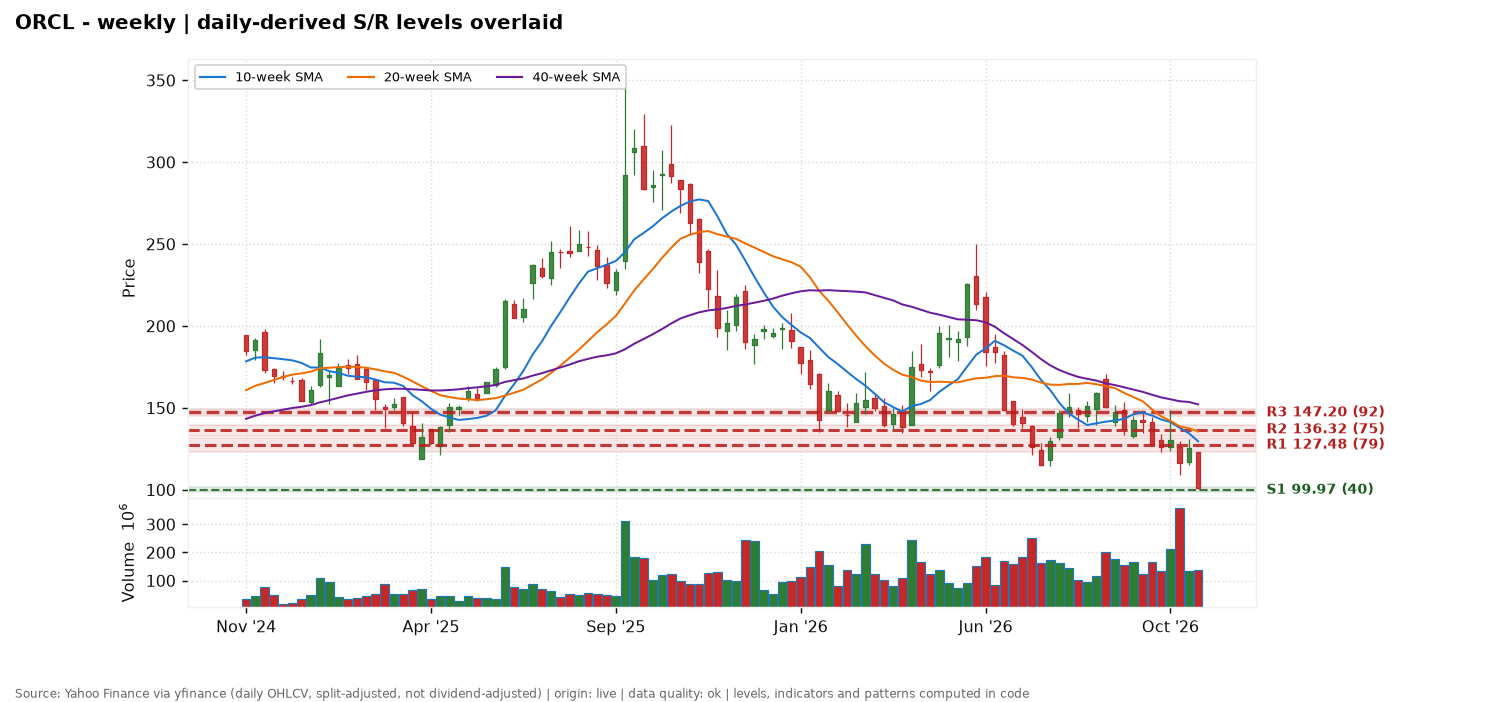 ORCL - weekly | daily-derived S/R levels overlaid
10-week SMA 20-week SMA 40-week SMA
350
300
250
200
150
100
Price
R3 147.20 (92)
R2 136.32 (75)
R1 127.48 (79)
S1 99.97 (40)
300
200
100
Volume 10⁶
Nov '24 Apr '25 Sep '25 Jan '26 Jun '26 Oct '26
Source: Yahoo Finance via yfinance (daily OHLCV, split-adjusted, not dividend-adjusted) | origin: live | data quality: ok | levels, indicators and patterns computed in code